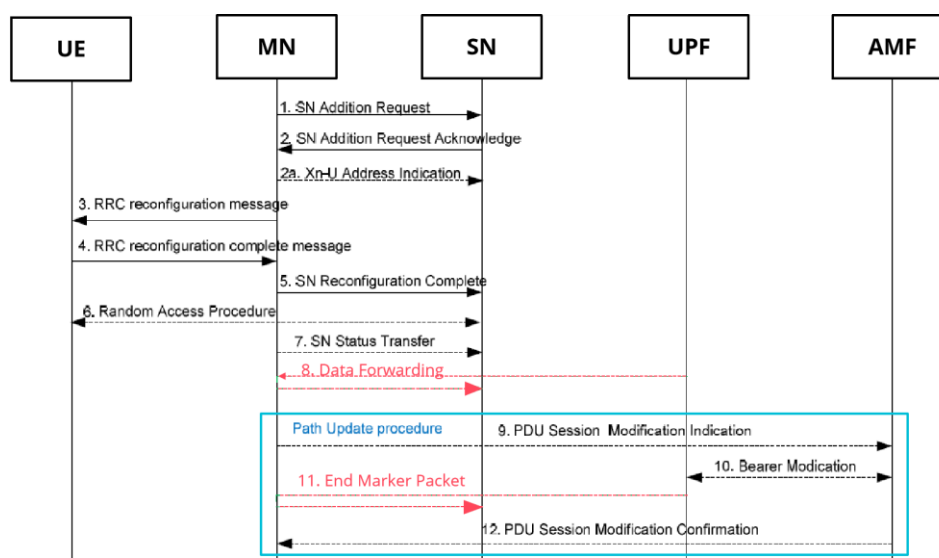 UE
MN
SN
UPF
AMF
1. SN Addition Request
2. SN Addition Request Acknowledge
2a. Xn-U Address Indication
3. RRC reconfiguration message
4. RRC reconfiguration complete message
5. SN Reconfiguration Complete
6. Random Access Procedure
7. SN Status Transfer
8. Data Forwarding
Path Update procedure
9. PDU Session Modification Indication
10. Bearer Modication
11. End Marker Packet
12. PDU Session Modification Confirmation